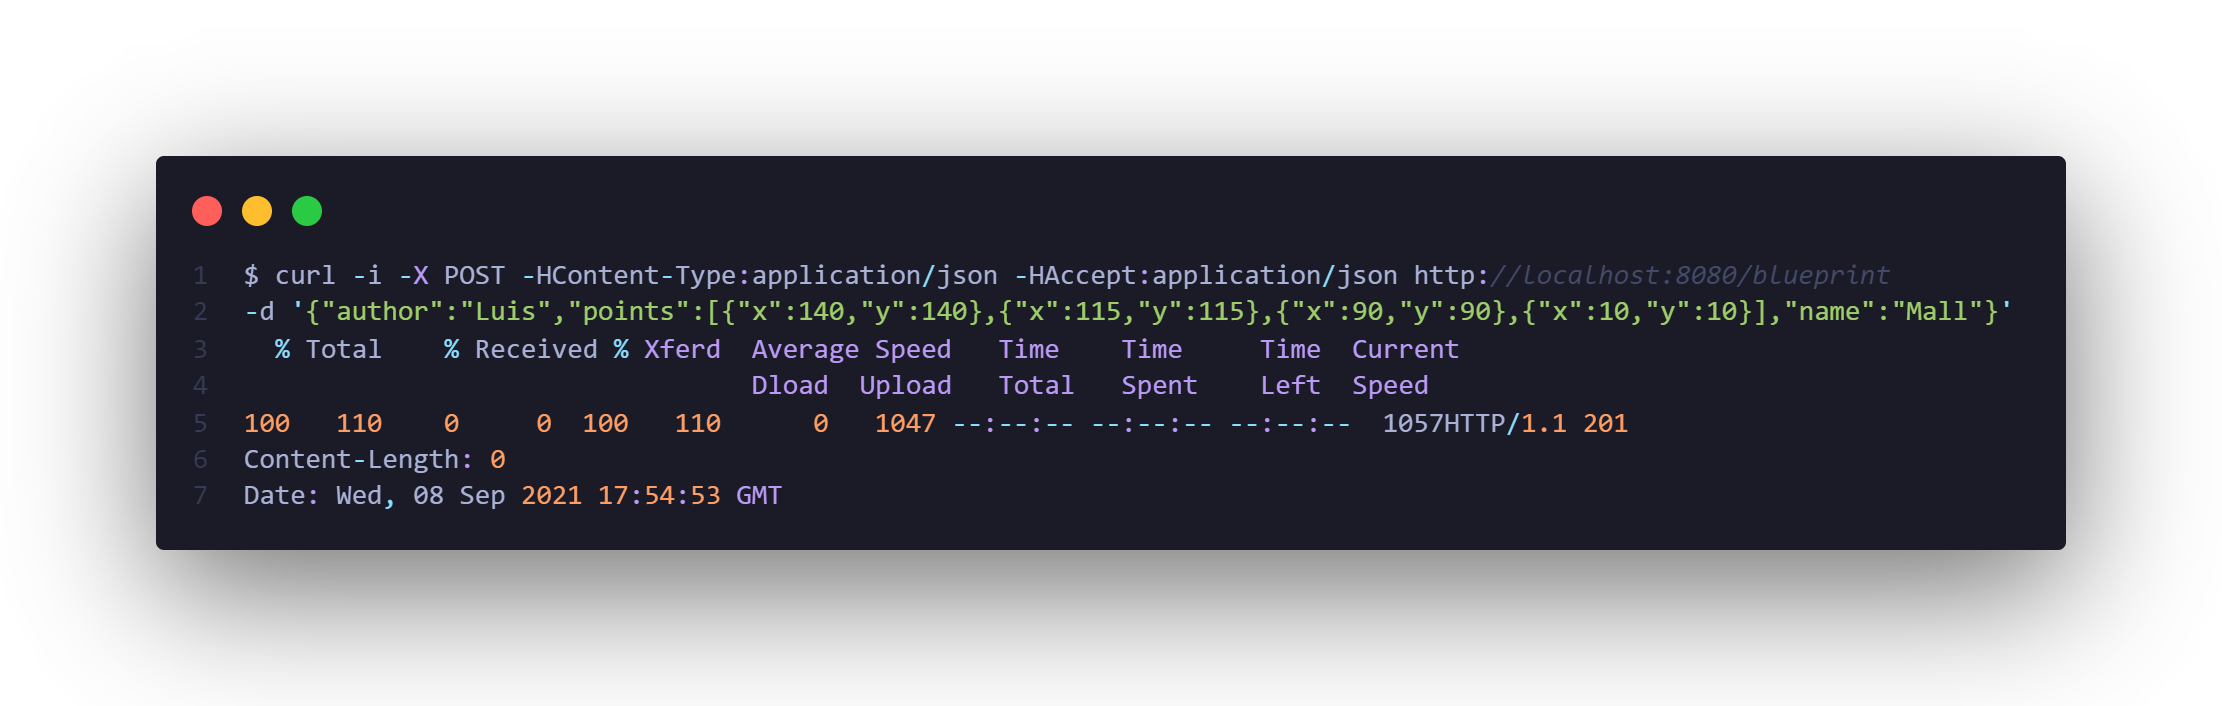 1 $ curl -i -X POST -HContent-Type:application/json -HAccept:application/json http://localhost:8080/blueprint
2 -d '{"author":"Luis","points":[{"x":140,"y":140},{"x":115,"y":115},{"x":90,"y":90},{"x":10,"y":10}],"name":"Mall"}'
3   % Total    % Received % Xferd  Average Speed   Time    Time     Time  Current
4                                  Dload  Upload   Total   Spent    Left  Speed
5 100   110    0     0  100   110      0   1047 --:--:-- --:--:-- --:--:--  1057HTTP/1.1 201
6 Content-Length: 0
7 Date: Wed, 08 Sep 2021 17:54:53 GMT